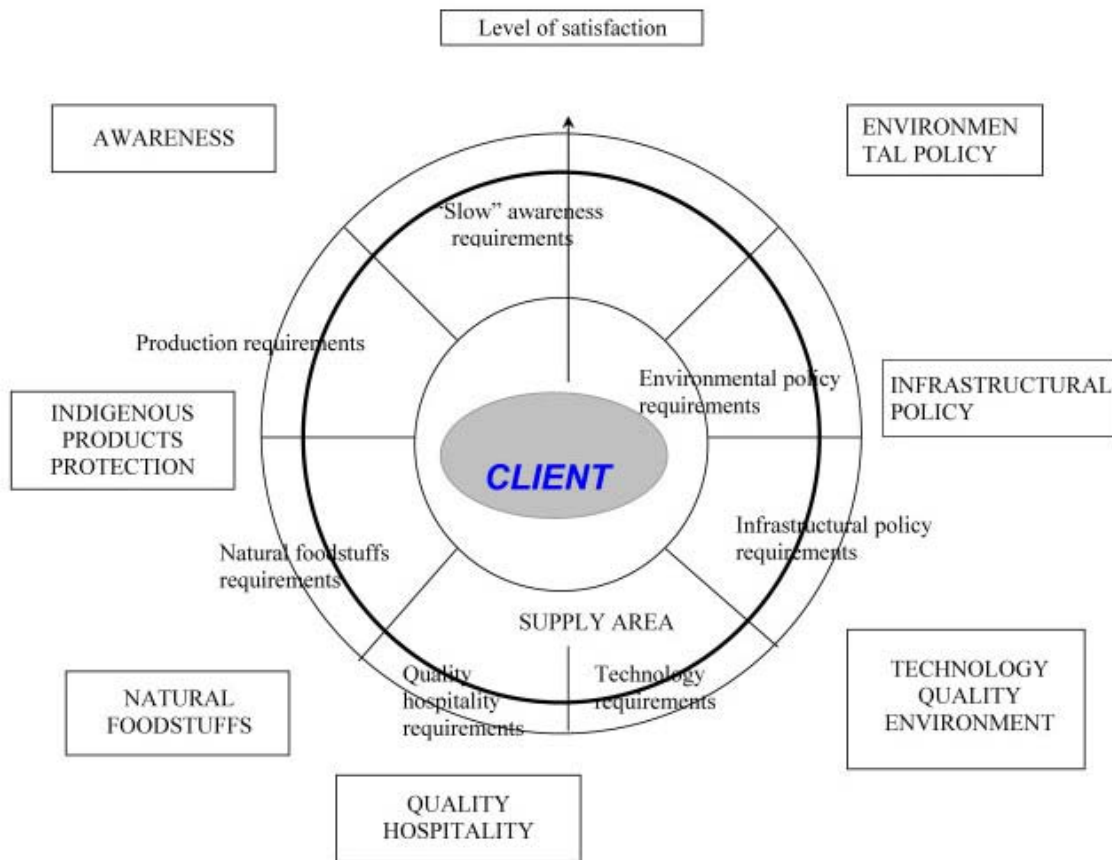 Level of satisfaction
AWARENESS
ENVIRONMEN
TAL POLICY
“Slow” awareness
requirements
Production requirements
Environmental policy
requirements
INFRASTRUCTURAL
POLICY
INDIGENOUS
PRODUCTS
PROTECTION
CLIENT
Infrastructural policy
requirements
Natural foodstuffs
requirements
SUPPLY AREA
Quality
hospitality
requirements
Technology
requirements
TECHNOLOGY
QUALITY
ENVIRONMENT
NATURAL
FOODSTUFFS
QUALITY
HOSPITALITY